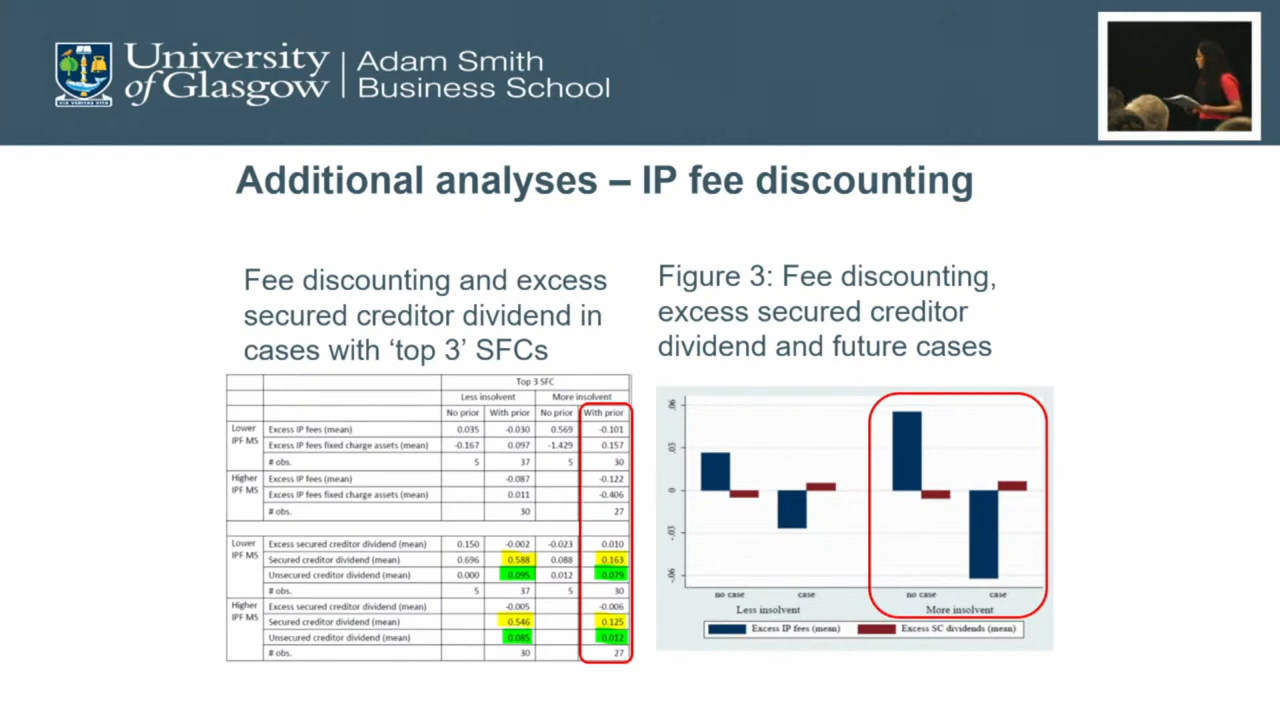 University
of Glasgow
VIA VERITAS VITA
Adam Smith
Business School
Additional analyses – IP fee discounting
Fee discounting and excess
secured creditor dividend in
cases with ‘top 3’ SFCs
Top 3 SFC
Less insolvent More insolvent
No prior With prior No prior With prior
Lower IPF MS Excess IP fees (mean) 0.035 -0.030 0.569 -0.101
Excess IP fees fixed charge assets (mean) -0.167 0.097 -1.429 0.157
# obs. 5 37 5 30
Higher IPF MS Excess IP fees (mean) -0.087 -0.122
Excess IP fees fixed charge assets (mean) 0.011 -0.406
# obs. 30 27
Lower IPF MS Excess secured creditor dividend (mean) 0.150 -0.002 -0.023 0.010
Secured creditor dividend (mean) 0.696 0.588 0.088 0.163
Unsecured creditor dividend (mean) 0.000 0.095 0.012 0.079
# obs. 5 37 5 30
Higher IPF MS Excess secured creditor dividend (mean) -0.005 -0.006
Secured creditor dividend (mean) 0.546 0.125
Unsecured creditor dividend (mean) 0.085 0.012
# obs. 30 27
Figure 3: Fee discounting,
excess secured creditor
dividend and future cases
.06
.03
0
-.03
-.06
no case case no case case
Less insolvent More insolvent
Excess IP fees (mean) Excess SC dividends (mean)